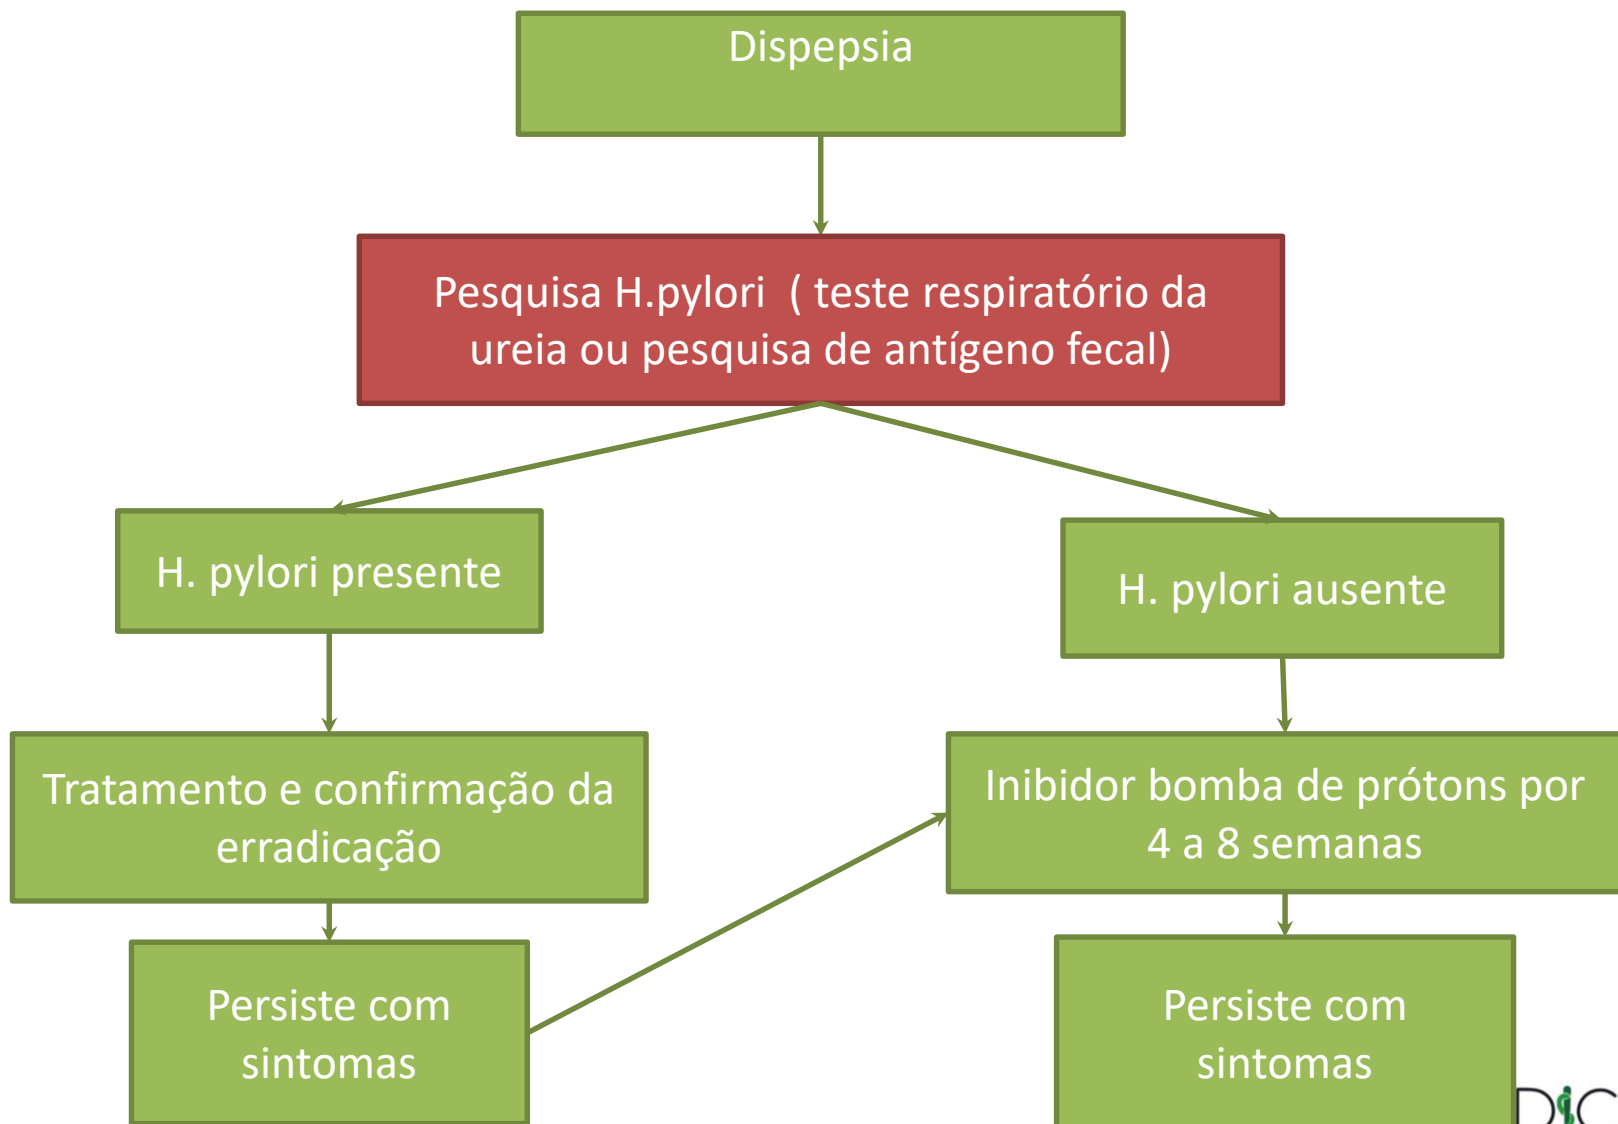 Dispepsia
Pesquisa H.pylori ( teste respiratório da
ureia ou pesquisa de antígeno fecal)
H. pylori presente
H. pylori ausente
Tratamento e confirmação da
erradicação
Inibidor bomba de prótons por
4 a 8 semanas
Persiste com
sintomas
Persiste com
sintomas